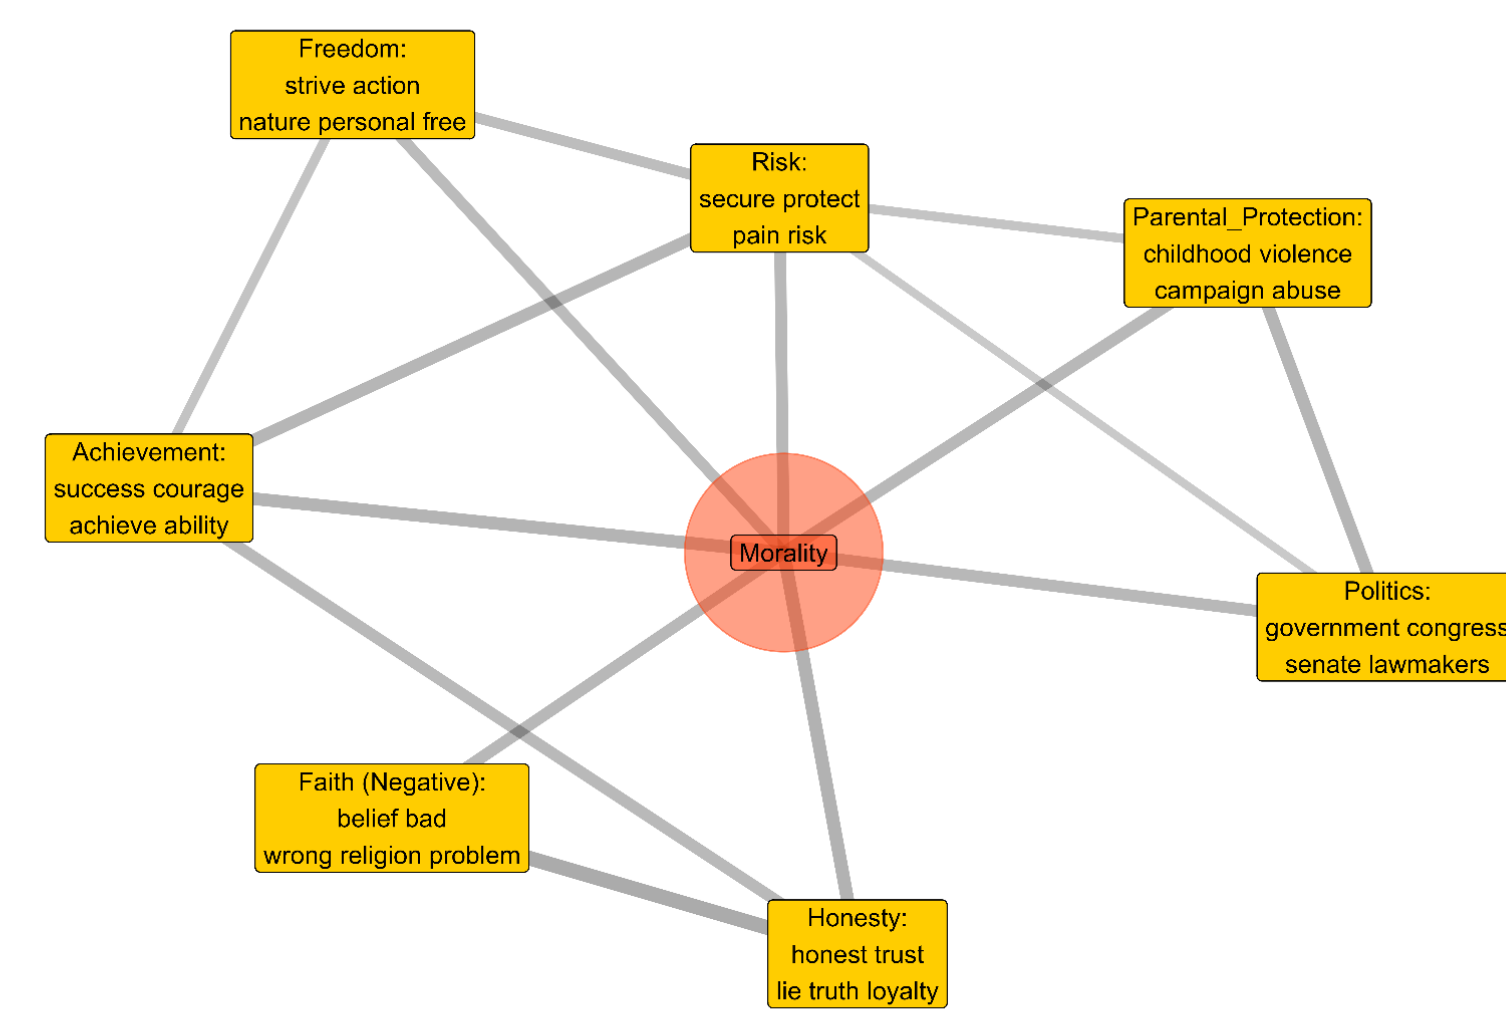 Freedom:
strive action
nature personal free
Risk:
secure protect
pain risk
Parental_Protection:
childhood violence
campaign abuse
Achievement:
success courage
achieve ability
Morality
Politics:
government congress
senate lawmakers
Faith (Negative):
belief bad
wrong religion problem
Honesty:
honest trust
lie truth loyalty